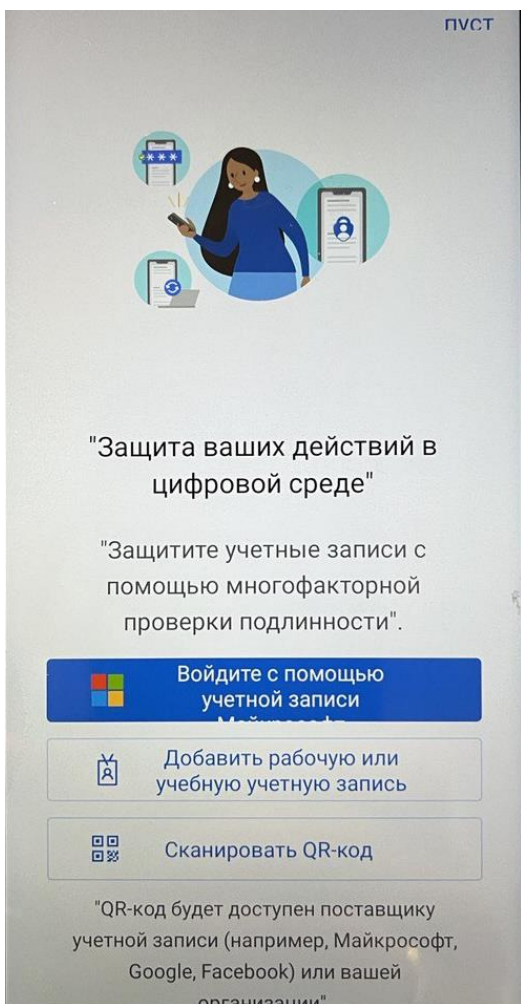 ПУСТ
"Защита ваших действий в
цифровой среде"
"Защитите учетные записи с
помощью многофакторной
проверки подлинности".
Войдите с помощью
учетной записи
Майкрософт
Добавить рабочую или
учебную учетную запись
Сканировать QR-код
"QR-код будет доступен поставщику
учетной записи (например, Майкрософт,
Google, Facebook) или вашей
организации"